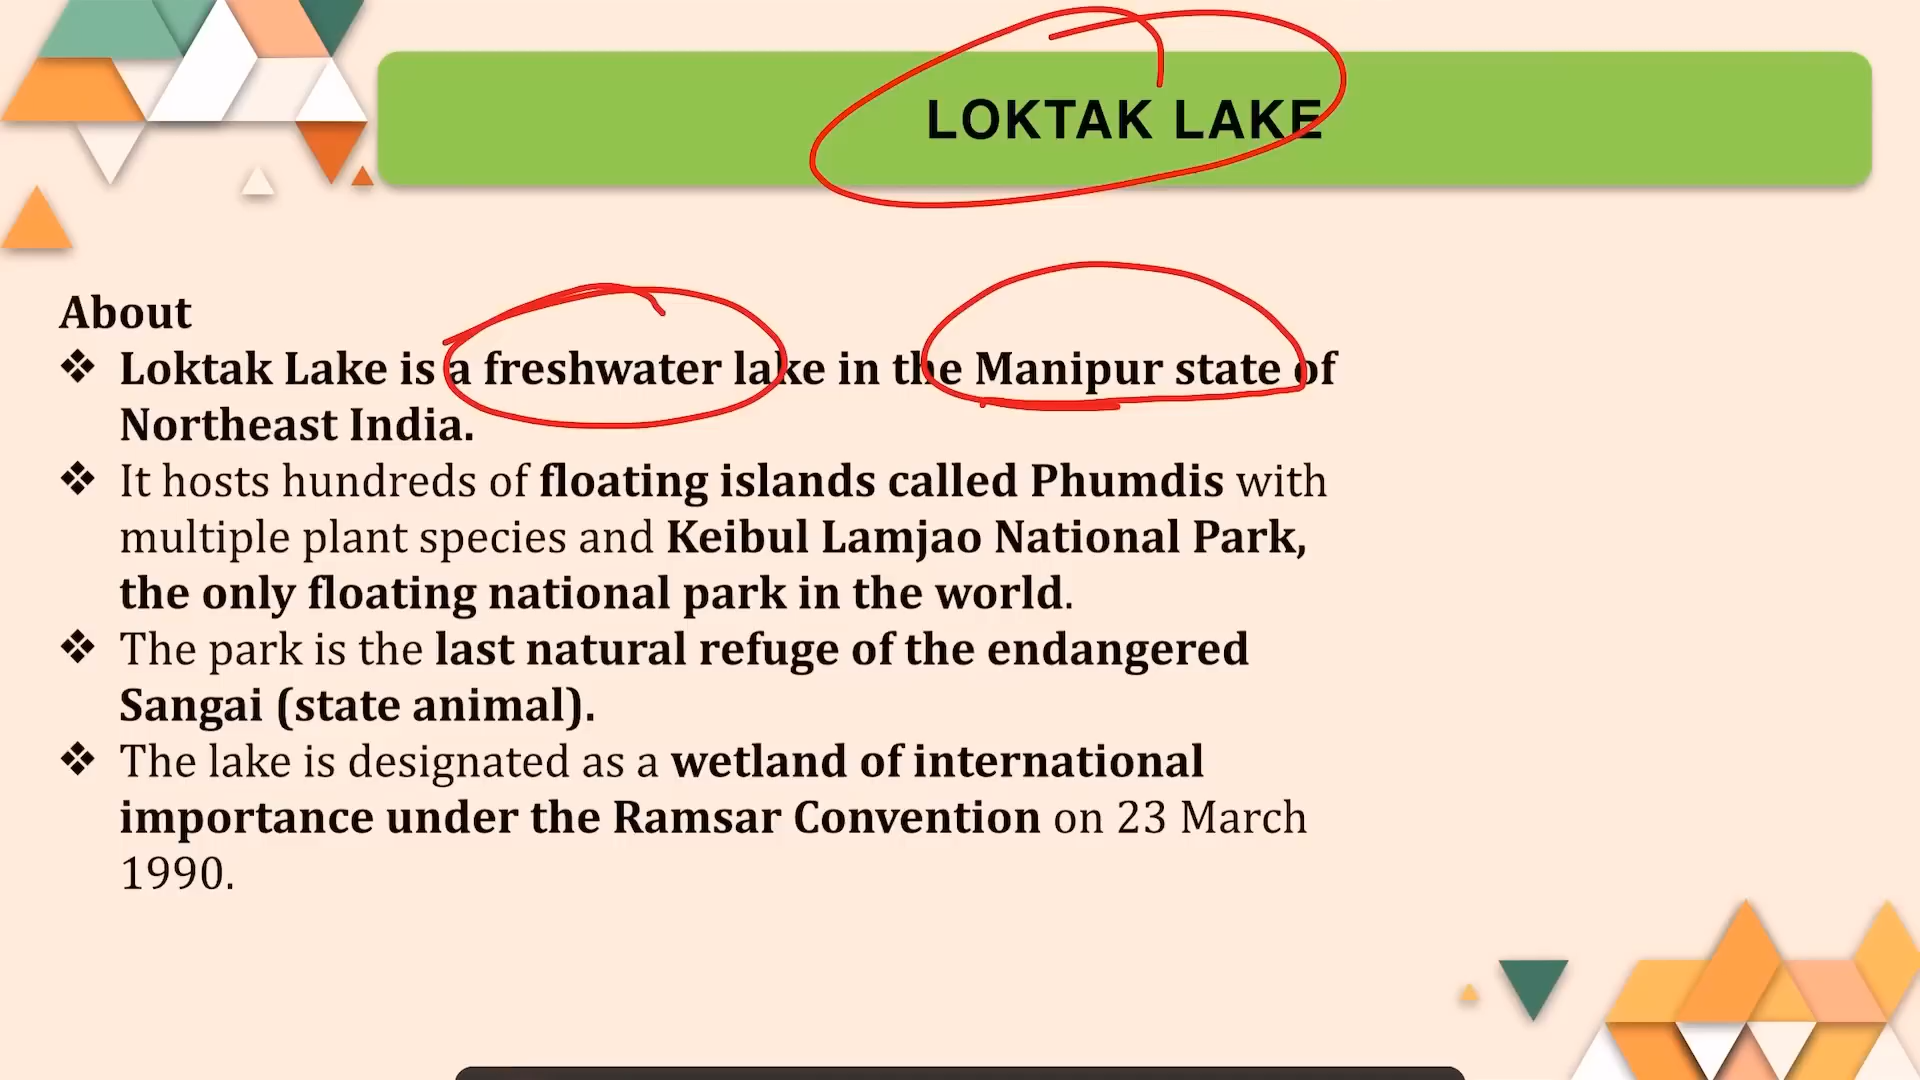 LOKTAK LAKE
About
❖ Loktak Lake is a freshwater lake in the Manipur state of
Northeast India.
❖ It hosts hundreds of floating islands called Phumdis with
multiple plant species and Keibul Lamjao National Park,
the only floating national park in the world.
❖ The park is the last natural refuge of the endangered
Sangai (state animal).
❖ The lake is designated as a wetland of international
importance under the Ramsar Convention on 23 March
1990.